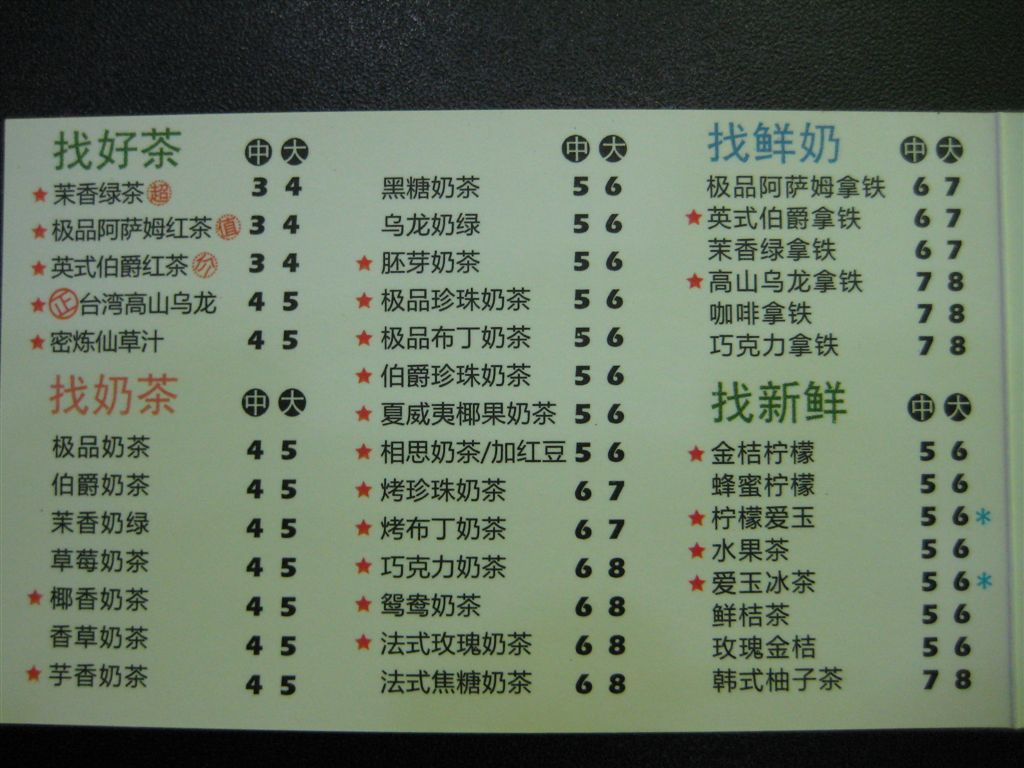 找好茶 中 大
★茉香绿茶 超 3 4
★极品阿萨姆红茶 值 3 4
★英式伯爵红茶 价 3 4
★正台湾高山乌龙 4 5
★密炼仙草汁 4 5
找奶茶 中 大
极品奶茶 4 5
伯爵奶茶 4 5
茉香奶绿 4 5
草莓奶茶 4 5
★椰香奶茶 4 5
香草奶茶 4 5
★芋香奶茶 4 5
中 大
黑糖奶茶 5 6
乌龙奶绿 5 6
★胚芽奶茶 5 6
★极品珍珠奶茶 5 6
★极品布丁奶茶 5 6
★伯爵珍珠奶茶 5 6
★夏威夷椰果奶茶 5 6
★相思奶茶/加红豆 5 6
★烤珍珠奶茶 6 7
★烤布丁奶茶 6 7
★巧克力奶茶 6 8
★鸳鸯奶茶 6 8
★法式玫瑰奶茶 6 8
法式焦糖奶茶 6 8
找鲜奶 中 大
极品阿萨姆拿铁 6 7
★英式伯爵拿铁 6 7
茉香绿拿铁 6 7
★高山乌龙拿铁 7 8
咖啡拿铁 7 8
巧克力拿铁 7 8
找新鲜 中 大
★金桔柠檬 5 6
蜂蜜柠檬 5 6
★柠檬爱玉 5 6*
★水果茶 5 6
★爱玉冰茶 5 6*
鲜桔茶 5 6
玫瑰金桔 5 6
韩式柚子茶 7 8